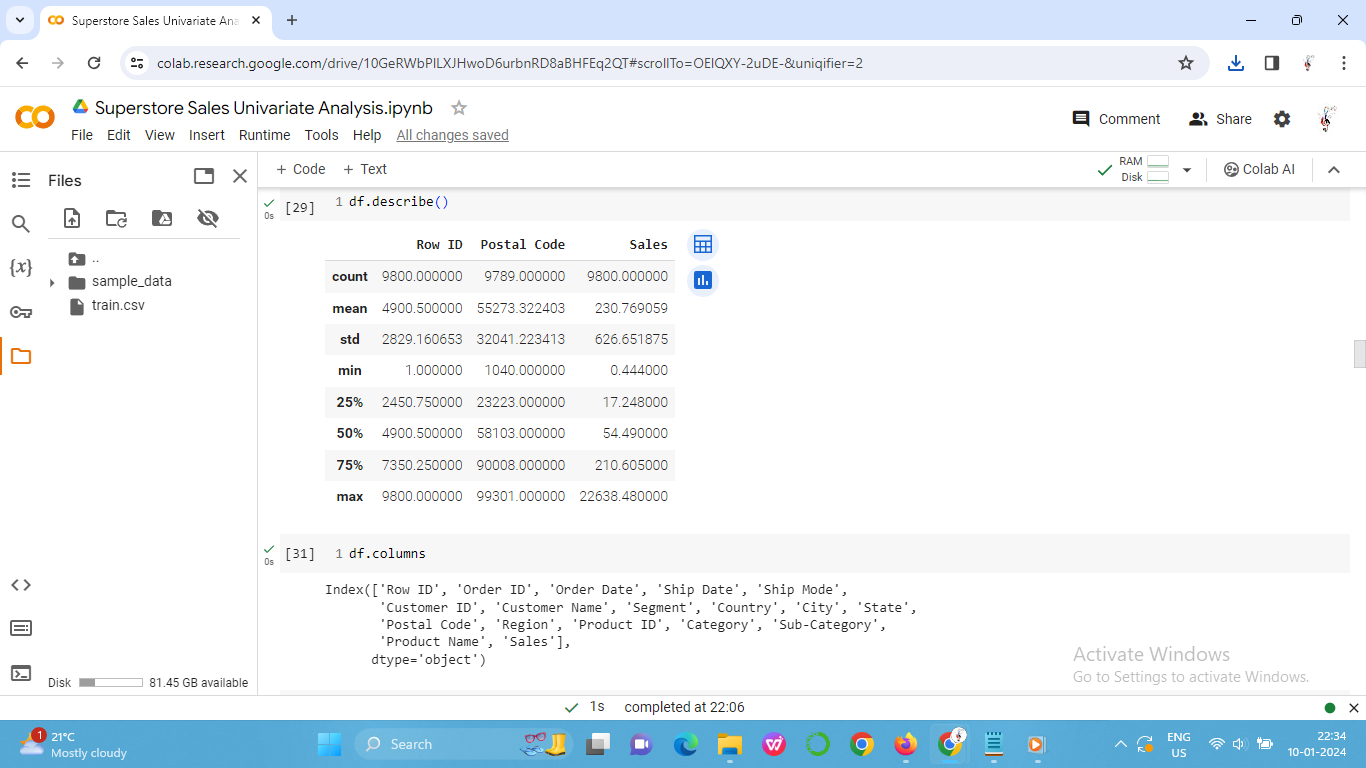 Superstore Sales Univariate Ana
colab.research.google.com/drive/10GeRWbPILXJHwoD6urbnRD8aBHFEq2QT#scrollTo=OEIQXY-2uDE-&uniqifier=2
Superstore Sales Univariate Analysis.ipynb
File Edit View Insert Runtime Tools Help All changes saved
Comment Share
Files
+ Code + Text
RAM
Disk
Colab AI
..
sample_data
train.csv
{x}
0s [29] 1 df.describe()
Row ID Postal Code Sales
count 9800.000000 9789.000000 9800.000000
mean 4900.500000 55273.322403 230.769059
std 2829.160653 32041.223413 626.651875
min 1.000000 1040.000000 0.444000
25% 2450.750000 23223.000000 17.248000
50% 4900.500000 58103.000000 54.490000
75% 7350.250000 90008.000000 210.605000
max 9800.000000 99301.000000 22638.480000
0s [31] 1 df.columns
Index(['Row ID', 'Order ID', 'Order Date', 'Ship Date', 'Ship Mode',
'Customer ID', 'Customer Name', 'Segment', 'Country', 'City', 'State',
'Postal Code', 'Region', 'Product ID', 'Category', 'Sub-Category',
'Product Name', 'Sales'],
dtype='object')
Activate Windows
Go to Settings to activate Windows.
Disk 81.45 GB available
1s completed at 22:06
1
21°C
Mostly cloudy
Search
ENG
US
22:34
10-01-2024